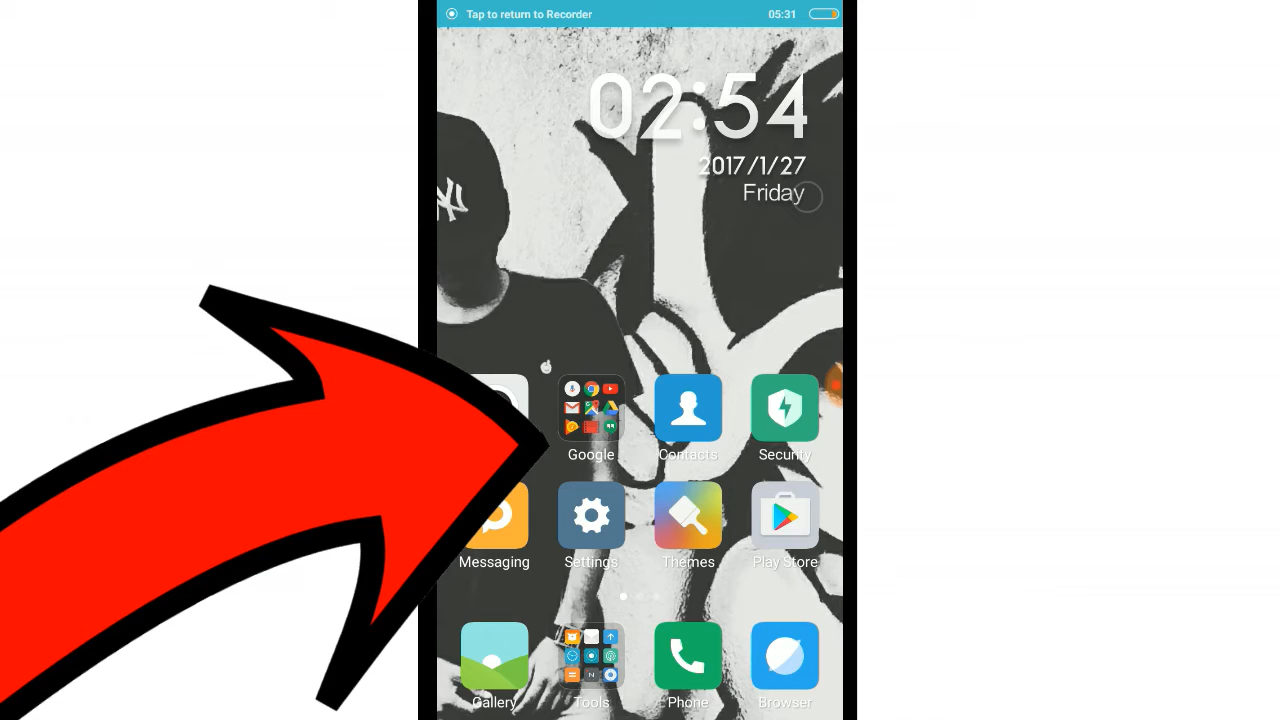 Tap to return to Recorder 05:31
02:54
2017/1/27
Friday
NY
Google Contacts Security
Messaging Settings Themes Play Store
Gallery Tools Phone Browser